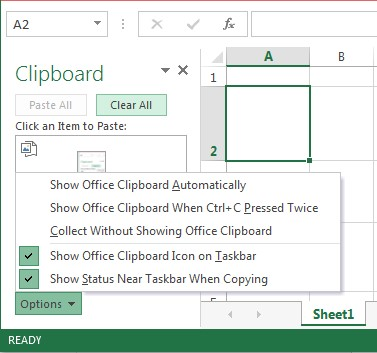 A2
fx
Clipboard
Paste All
Clear All
Click an Item to Paste:
A
B
1
2
Show Office Clipboard Automatically
Show Office Clipboard When Ctrl+C Pressed Twice
Collect Without Showing Office Clipboard
Show Office Clipboard Icon on Taskbar
Show Status Near Taskbar When Copying
Options
Sheet1
READY